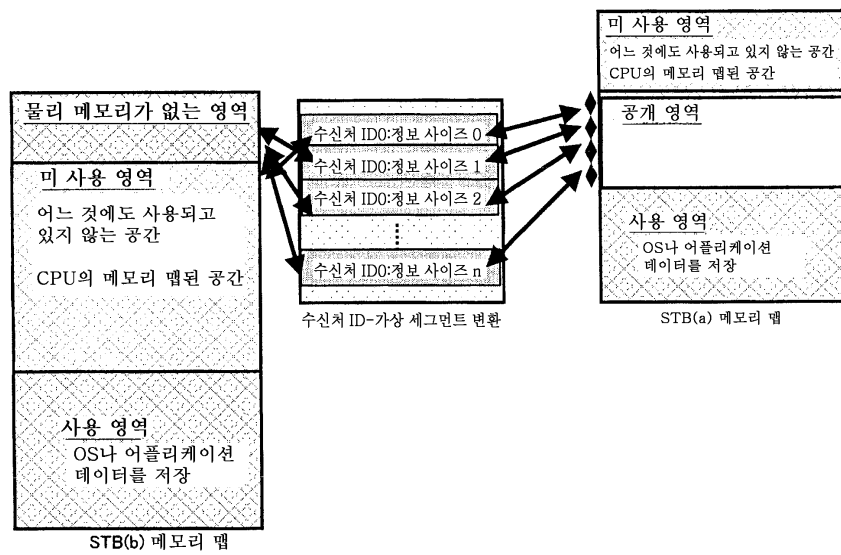 물리 메모리가 없는 영역
미 사용 영역
어느 것에도 사용되고
있지 않는 공간
CPU의 메모리 맵된 공간
사용 영역
OS나 어플리케이션
데이터를 저장
STB(b) 메모리 맵
수신처 ID0:정보 사이즈 0
수신처 ID0:정보 사이즈 1
수신처 ID0:정보 사이즈 2
수신처 ID0:정보 사이즈 n
수신처 ID-가상 세그먼트 변환
미 사용 영역
어느 것에도 사용되고 있지 않는 공간
CPU의 메모리 맵된 공간
공개 영역
사용 영역
OS나 어플리케이션
데이터를 저장
STB(a) 메모리 맵